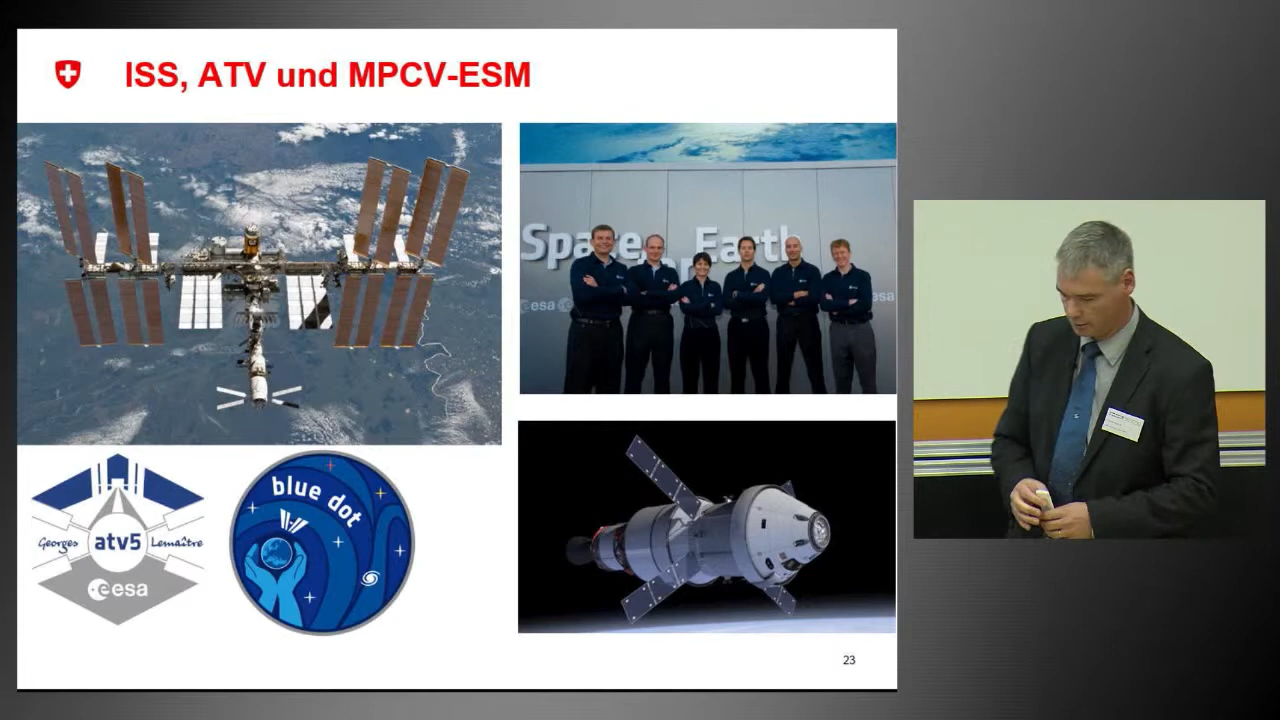 ISS, ATV und MPCV-ESM
Space
Earth
esa
esa
blue dot
Georges
atv5
Lemaître
esa
23